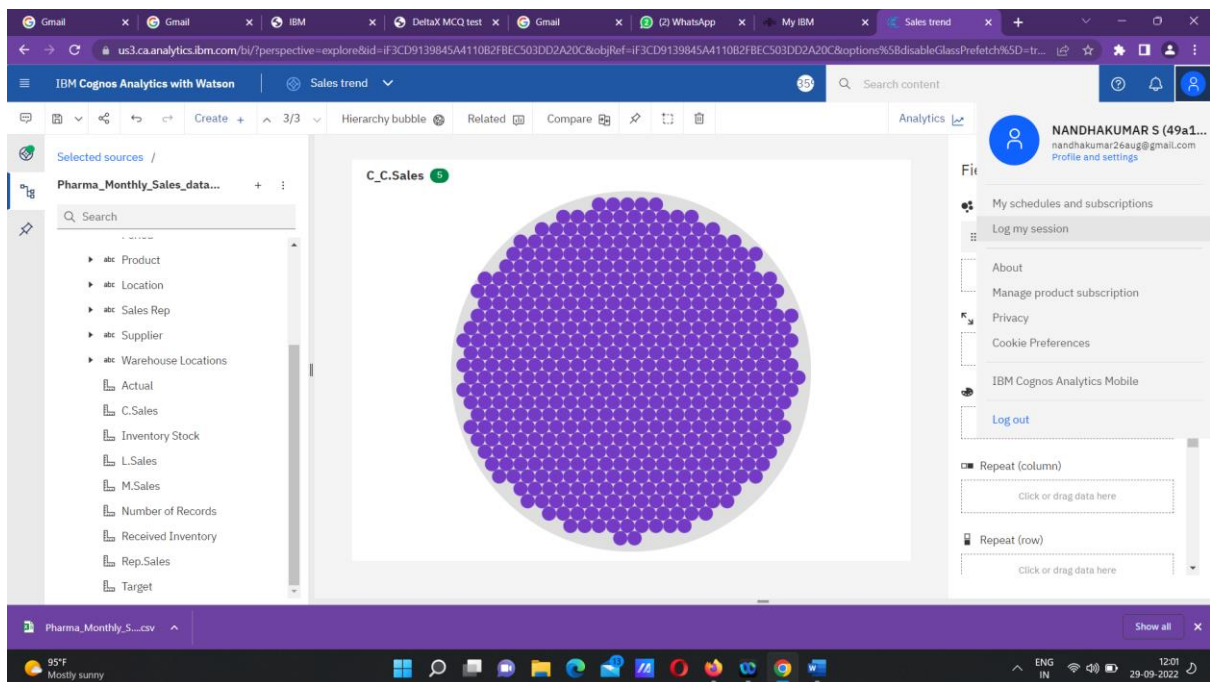 Gmail
Gmail
IBM
DeltaX MCQ test
Gmail
(2) WhatsApp
My IBM
Sales trend
us3.ca.analytics.ibm.com/bi/?perspective=explore&id=iF3CD9139845A4110B2FBEC503DD2A20C&objRef=iF3CD9139845A4110B2FBEC503DD2A20C&options%5BdisableGlassPrefetch%5D=tr...
IBM Cognos Analytics with Watson
Sales trend
Search content
Create +
3/3
Hierarchy bubble
Related
Compare
Analytics
Selected sources /
Pharma_Monthly_Sales_data...
Search
abc Product
abc Location
abc Sales Rep
abc Supplier
abc Warehouse Locations
Actual
C.Sales
Inventory Stock
L.Sales
M.Sales
Number of Records
Received Inventory
Rep.Sales
Target
C_C.Sales 5
NANDHAKUMAR S (49a1...
nandhakumar26aug@gmail.com
Profile and settings
My schedules and subscriptions
Log my session
About
Manage product subscription
Privacy
Cookie Preferences
IBM Cognos Analytics Mobile
Log out
Repeat (column)
Click or drag data here
Repeat (row)
Click or drag data here
Pharma_Monthly_S....csv
Show all
95°F
Mostly sunny
ENG
IN
12:01
29-09-2022